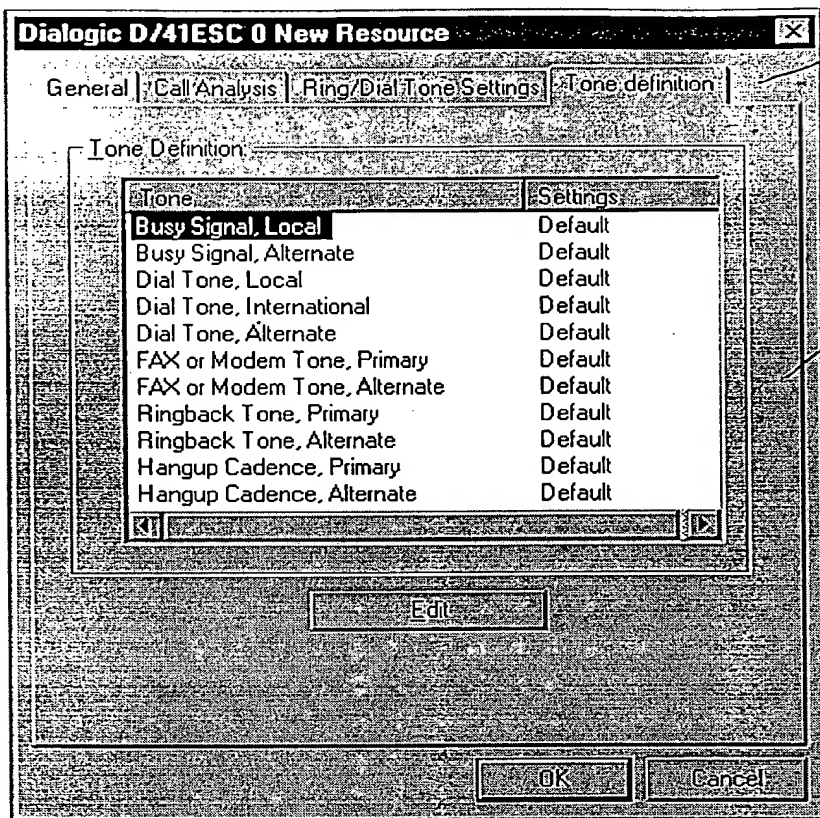 Dialogic D/41ESC 0 New Resource
General Call Analysis Ring/Dial Tone Settings Tone definition
Tone Definition
Tone Settings
Busy Signal, Local Default
Busy Signal, Alternate Default
Dial Tone, Local Default
Dial Tone, International Default
Dial Tone, Alternate Default
FAX or Modem Tone, Primary Default
FAX or Modem Tone, Alternate Default
Ringback Tone, Primary Default
Ringback Tone, Alternate Default
Hangup Cadence, Primary Default
Hangup Cadence, Alternate Default
Edit
OK Cancel